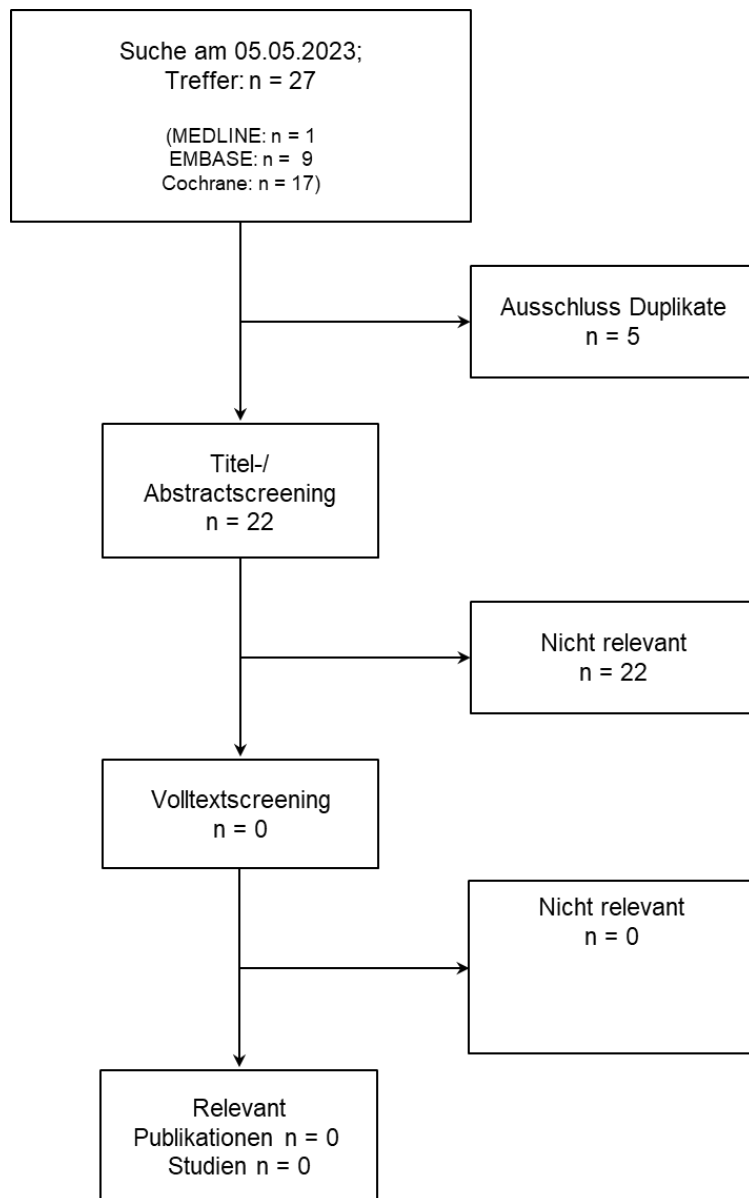 Suche am 05.05.2023;
Treffer: n = 27
(MEDLINE: n = 1
EMBASE: n = 9
Cochrane: n = 17)
Ausschluss Duplikate
n = 5
Titel-/
Abstractscreening
n = 22
Nicht relevant
n = 22
Volltextscreening
n = 0
Nicht relevant
n = 0
Relevant
Publikationen n = 0
Studien n = 0